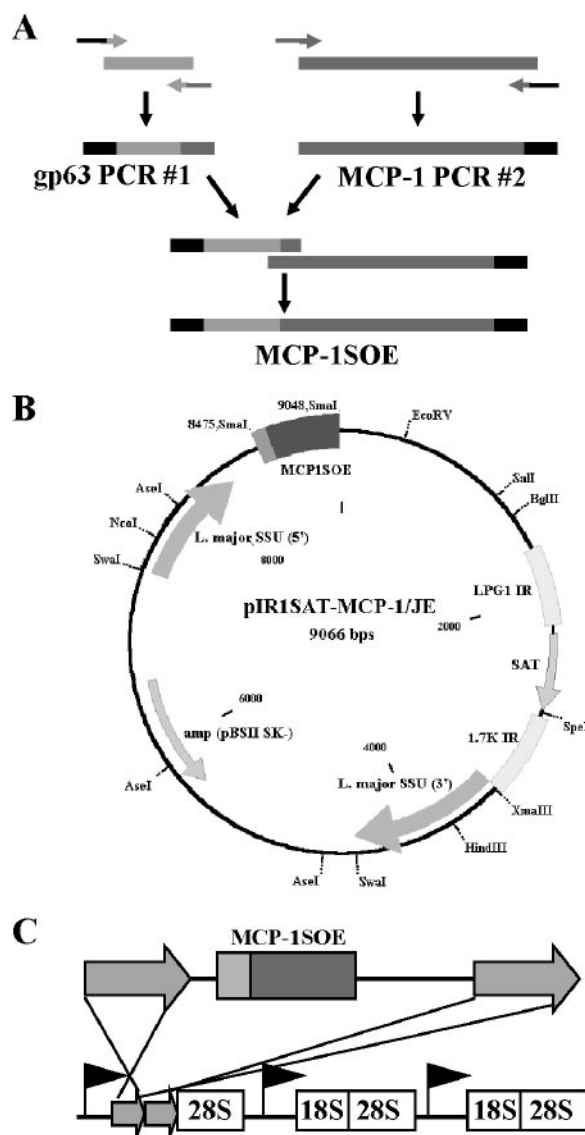 A
gp63 PCR #1
MCP-1 PCR #2
MCP-1SOE
B
9048,SmaI
8475,SmaI
EcoRV
MCP1SOE
AseI
SalI
NcoI
BglII
L. major SSU (5')
SwaI
8000
pIR1SAT-MCP-1/JE
LPG1 IR
9066 bps
2000
SAT
6000
SpeI
amp (pBSII SK-)
1.7K IR
4000
L. major SSU (3')
AseI
XmaIII
HindIII
AseI
SwaI
C
MCP-1SOE
28S
18S
28S
18S
28S